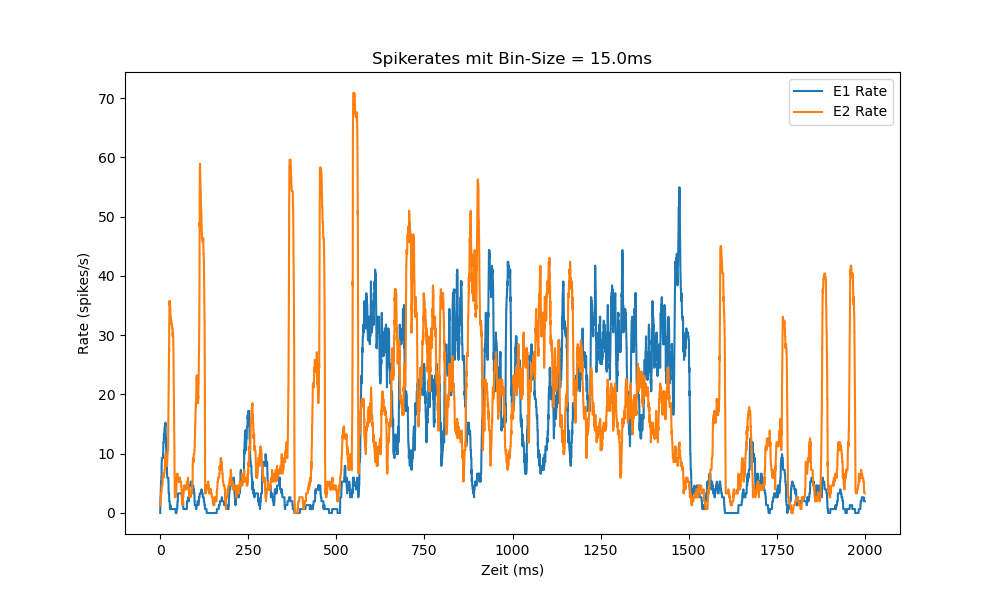 Spikerates mit Bin-Size = 15.0ms
E1 Rate
E2 Rate
70
60
50
40
30
20
10
0
Rate (spikes/s)
0 250 500 750 1000 1250 1500 1750 2000
Zeit (ms)